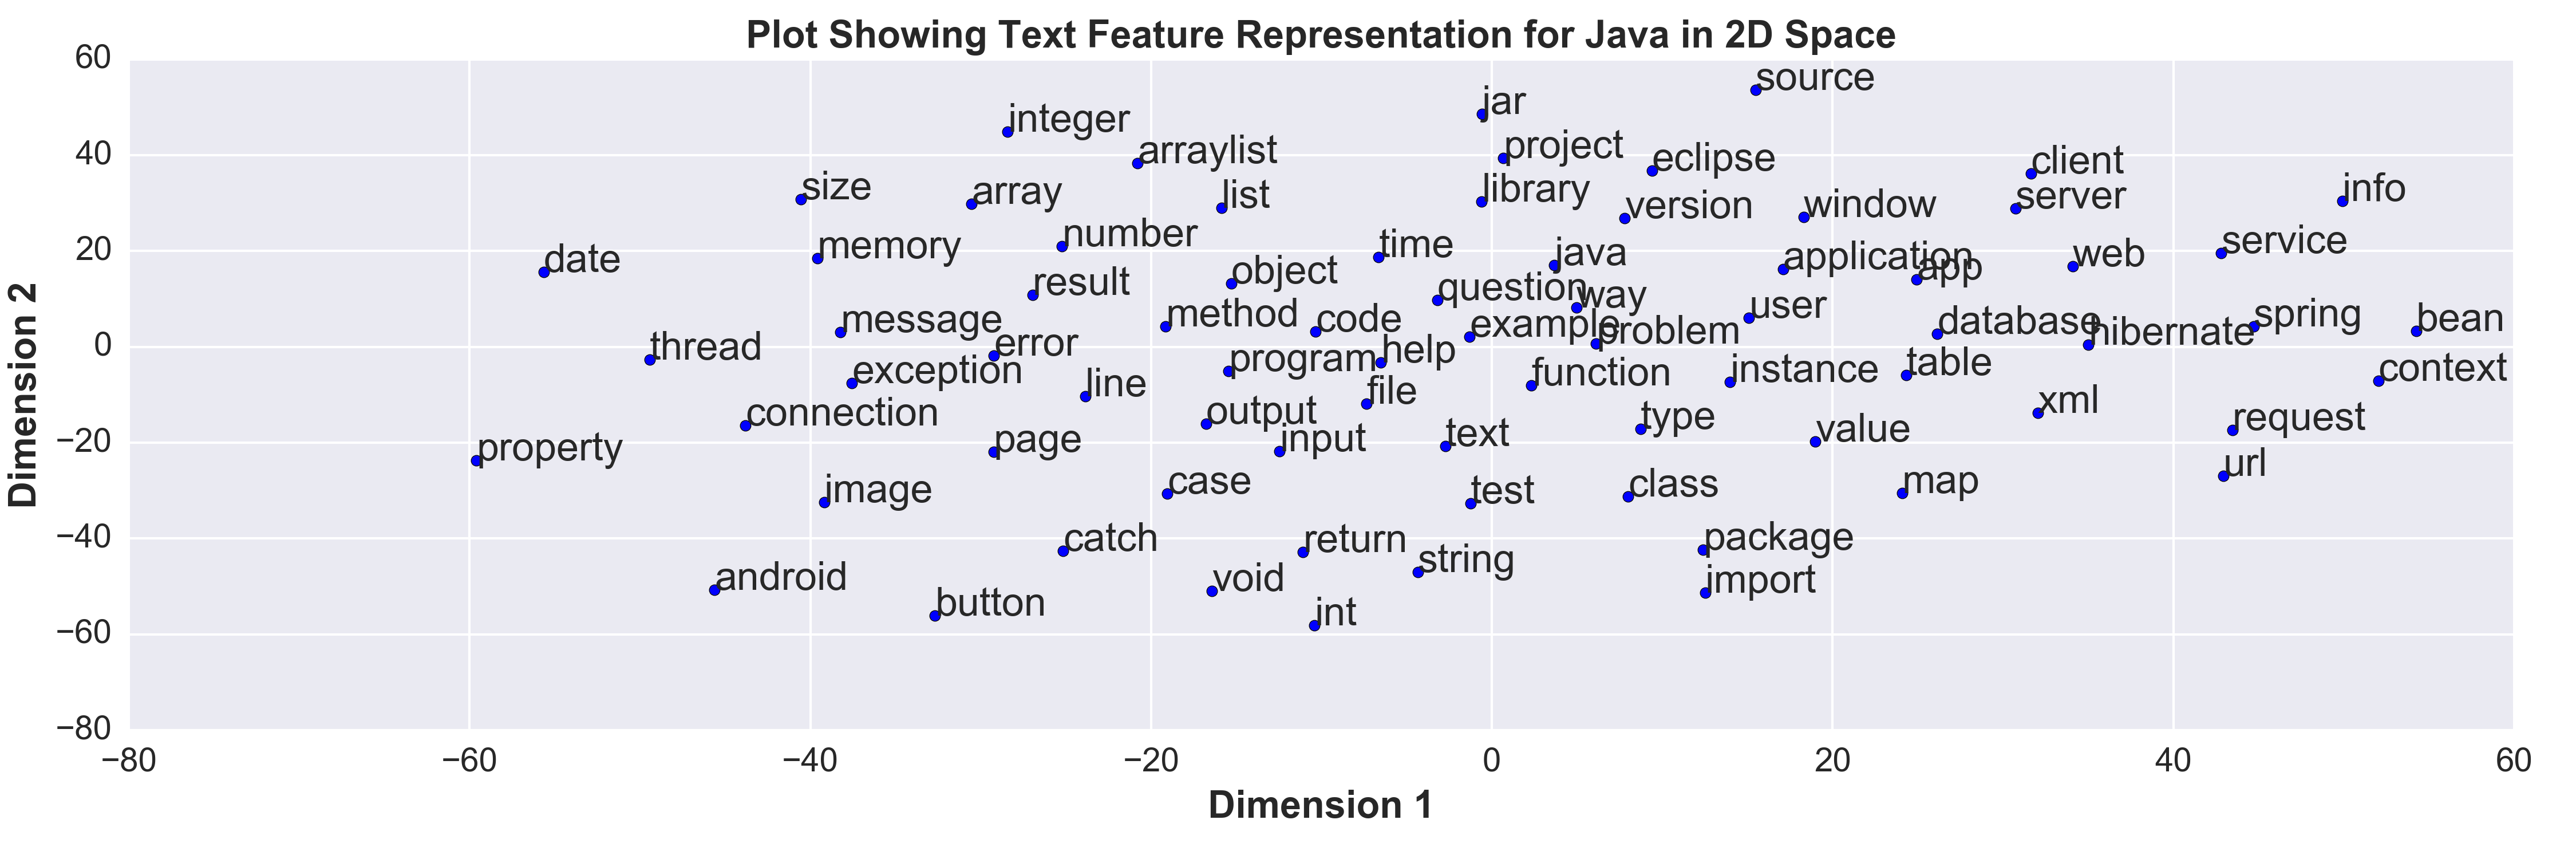 Plot Showing Text Feature Representation for Java in 2D Space
60
source
jar
integer
project
arraylist
40
eclipse
client
size
array
list
library
info
server
version
window
number
memory
time
service
20
java
web
date
application
app
object
result
question
way
user
message
method
code
example
problem
database
hibernate
spring
bean
0
thread
error
program
help
table
exception
function
instance
context
line
file
connection
output
type
xml
request
−20
property
page
input
text
value
image
case
test
class
map
url
−40
catch
return
string
package
android
void
import
button
int
−60
−80
−80
−60
−40
−20
0
20
40
60
Dimension 1
Dimension 2